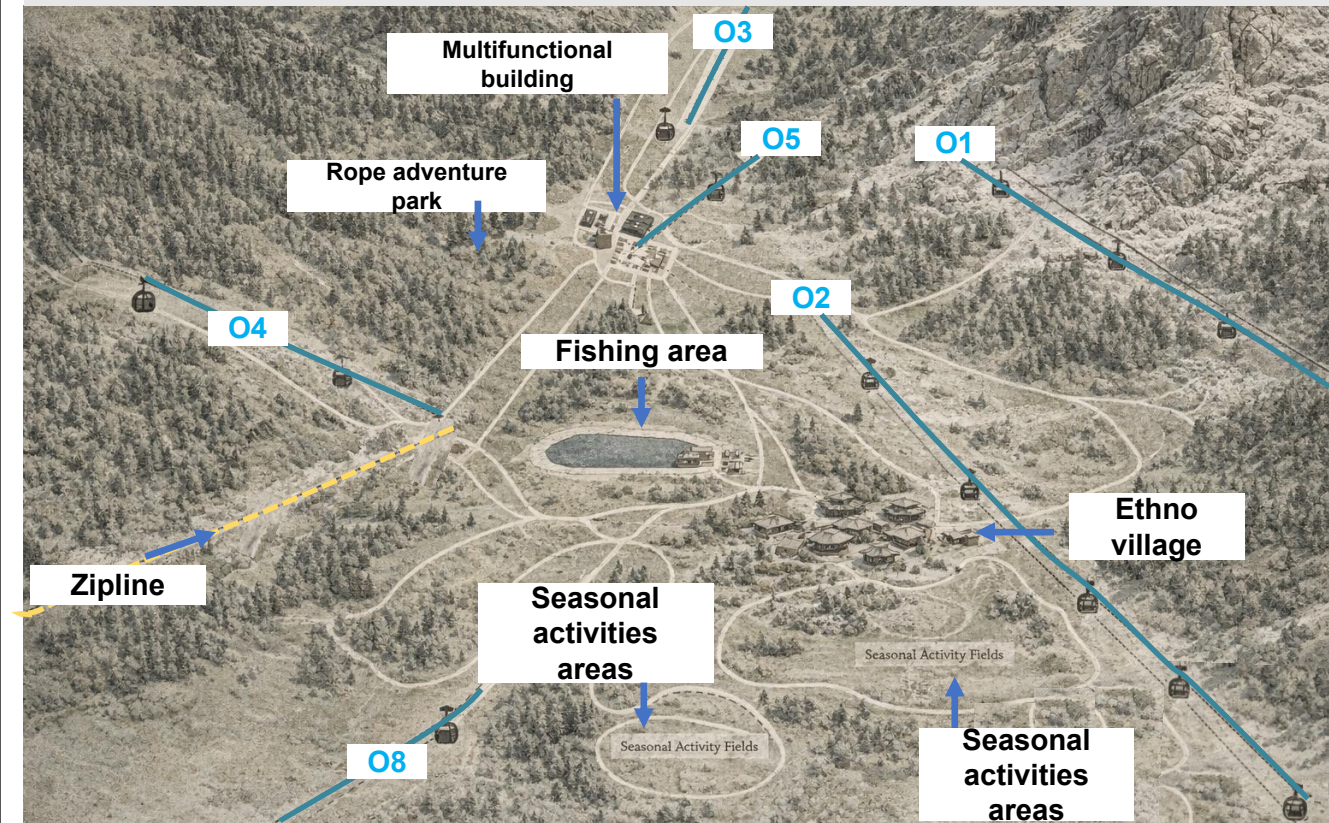 O3
Multifunctional
building
O5
O1
Rope adventure
park
O2
O4
Fishing area
Ethno
village
Zipline
Seasonal
activities
areas
Seasonal Activity Fields
Seasonal Activity Fields
O8
Seasonal
activities
areas